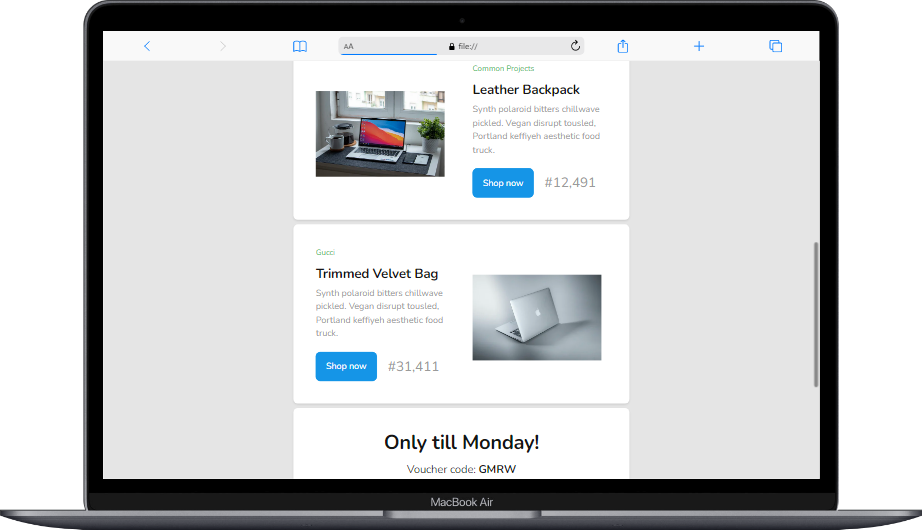 AA
file://
Common Projects
Leather Backpack
Synth polaroid bitters chillwave
pickled. Vegan disrupt tousled,
Portland keffiyeh aesthetic food
truck.
Shop now #12,491
Gucci
Trimmed Velvet Bag
Synth polaroid bitters chillwave
pickled. Vegan disrupt tousled,
Portland keffiyeh aesthetic food
truck.
Shop now #31,411
Only till Monday!
Voucher code: GMRW
MacBook Air